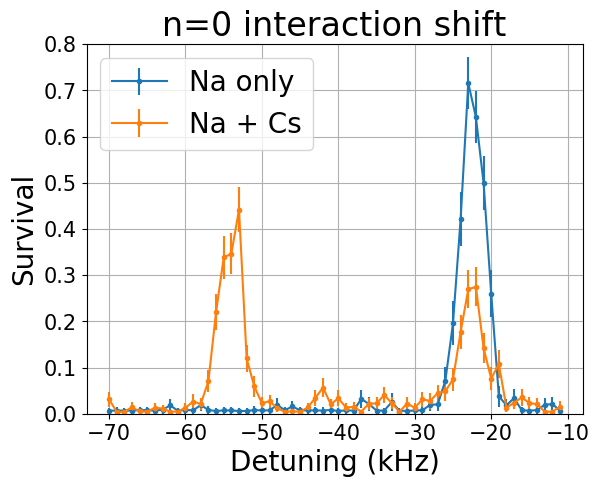 n=0 interaction shift
Na only
Na + Cs
Survival
0.8
0.7
0.6
0.5
0.4
0.3
0.2
0.1
0.0
−70 −60 −50 −40 −30 −20 −10
Detuning (kHz)